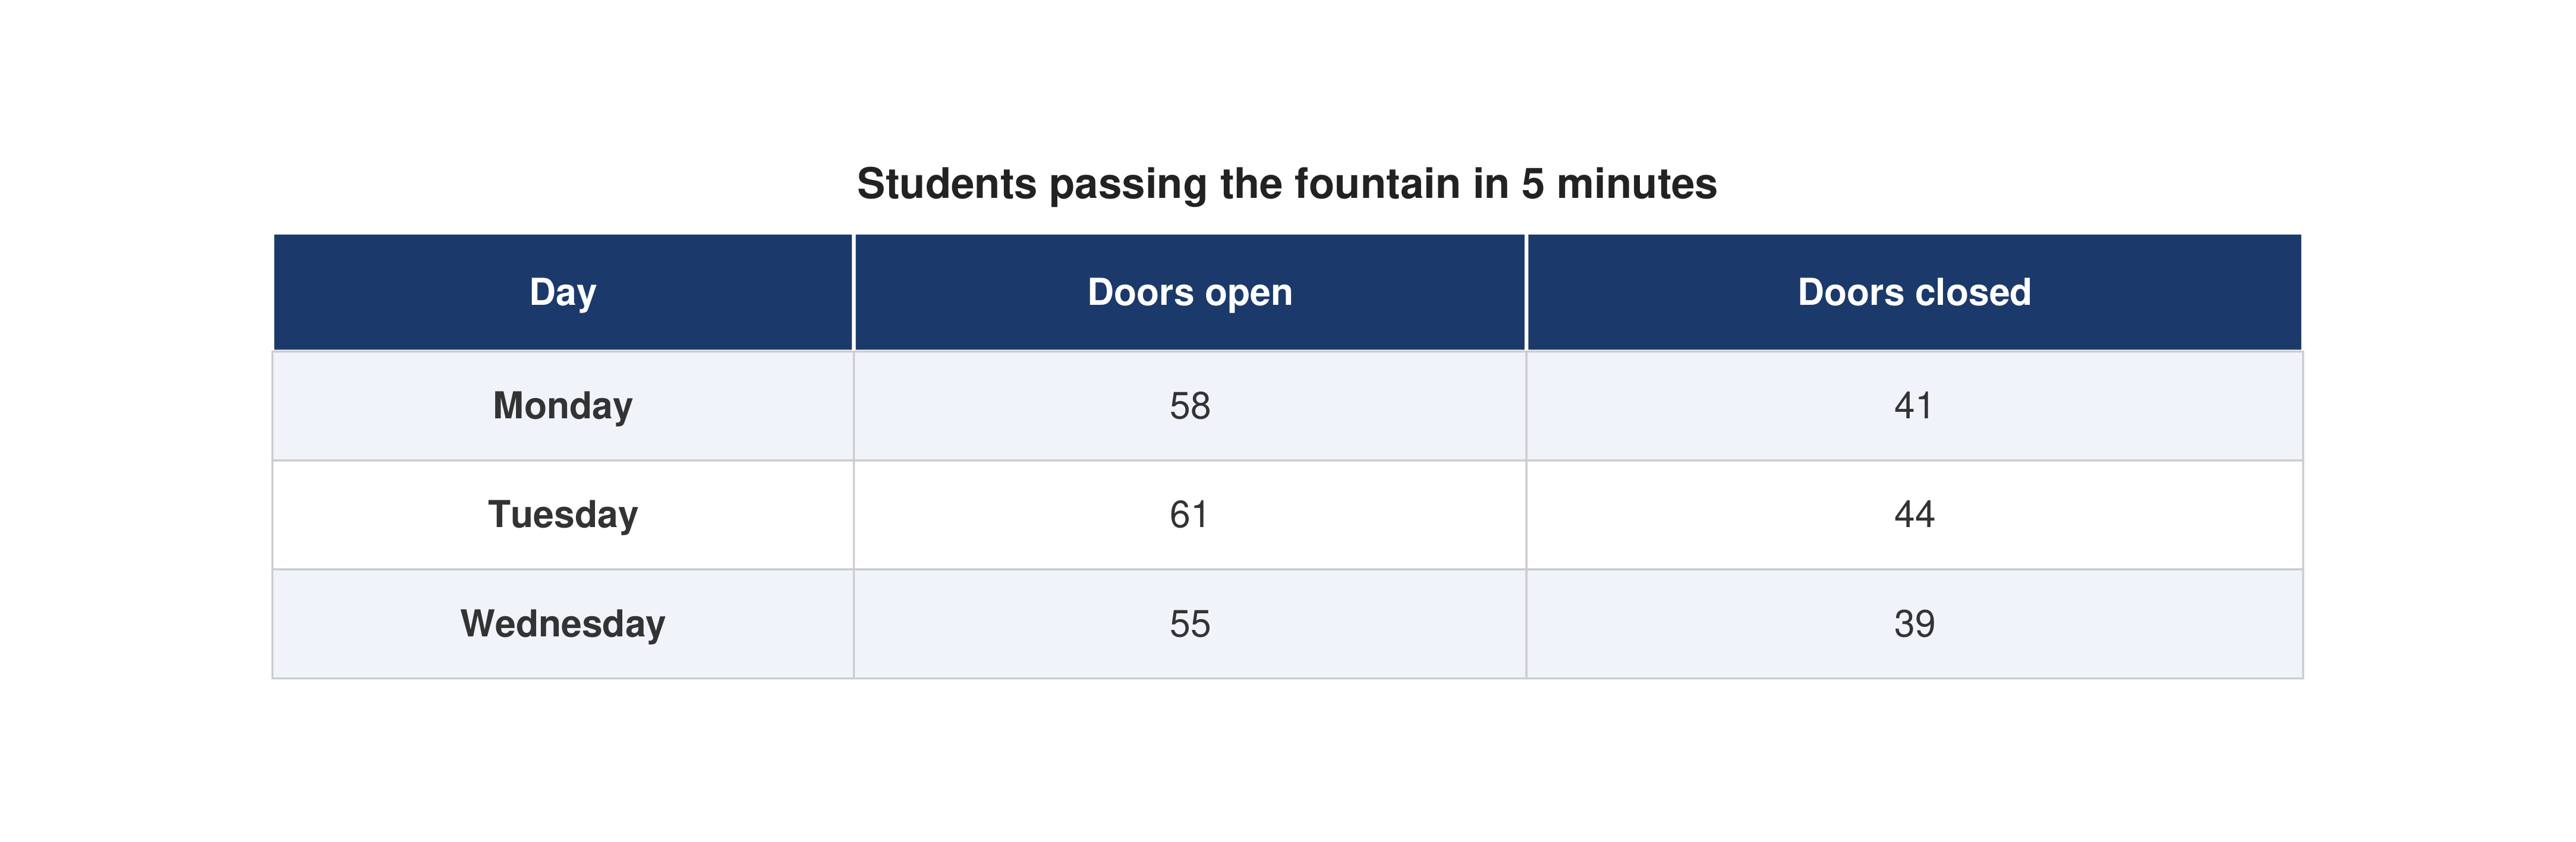 Students passing the fountain in 5 minutes
Day Doors open Doors closed
Monday 58 41
Tuesday 61 44
Wednesday 55 39